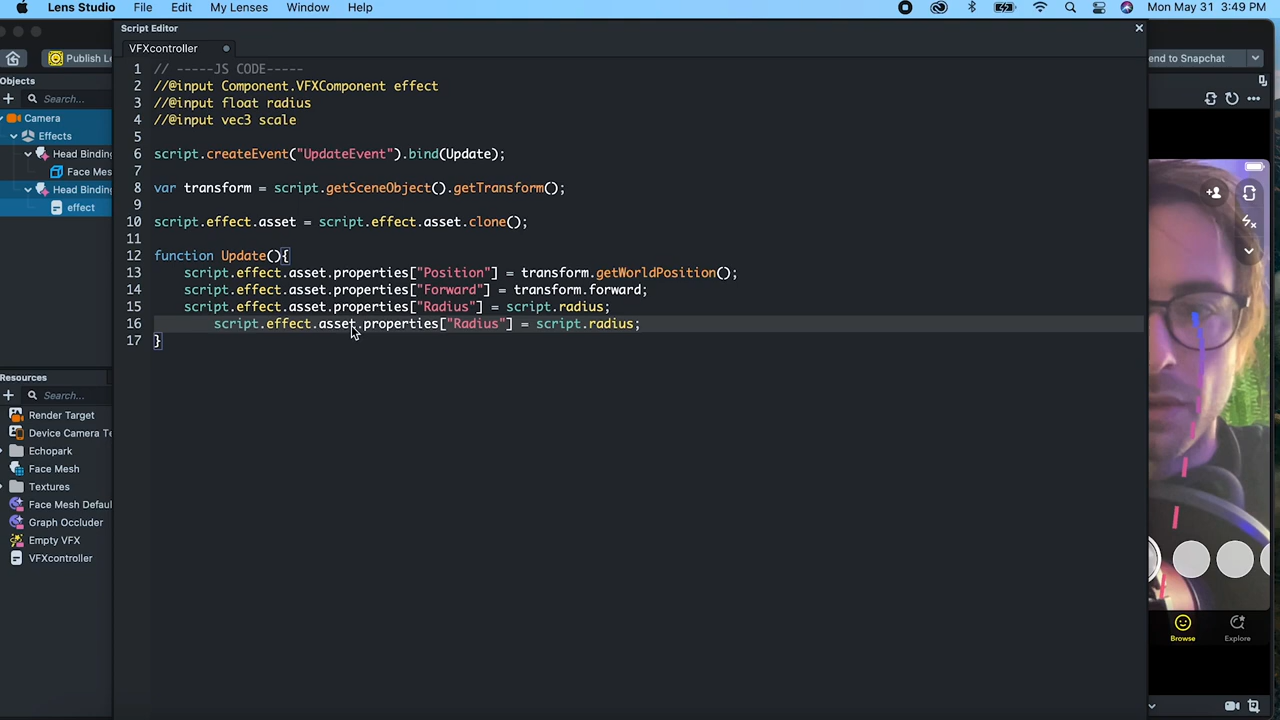 Lens Studio File Edit My Lenses Window Help Mon May 31 3:49 PM
Script Editor
VFXcontroller
Publish Le
end to Snapchat
Objects
Search...
Camera
Effects
Head Binding
Face Mes
Head Binding
effect
1 // -----JS CODE-----
2 //@input Component.VFXComponent effect
3 //@input float radius
4 //@input vec3 scale
5
6 script.createEvent("UpdateEvent").bind(Update);
7
8 var transform = script.getSceneObject().getTransform();
9
10 script.effect.asset = script.effect.asset.clone();
11
12 function Update(){
13 script.effect.asset.properties["Position"] = transform.getWorldPosition();
14 script.effect.asset.properties["Forward"] = transform.forward;
15 script.effect.asset.properties["Radius"] = script.radius;
16 script.effect.asset.properties["Radius"] = script.radius;
17 }
Resources
Search...
Render Target
Device Camera Te
Echopark
Face Mesh
Textures
Face Mesh Defaul
Graph Occluder
Empty VFX
VFXcontroller
Browse
Explore